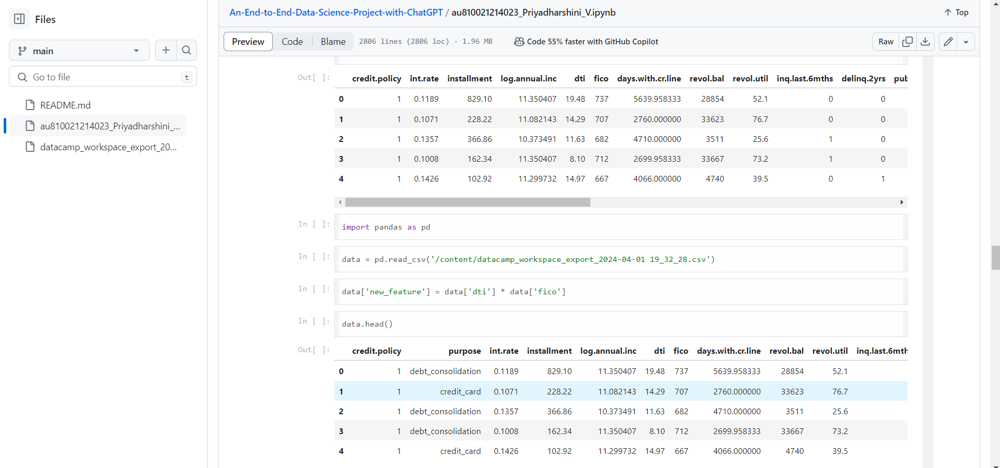 Files
main
Go to file
t
README.md
au810021214023_Priyadharshini_...
datacamp_workspace_export_20...
An-End-to-End-Data-Science-Project-with-ChatGPT / au810021214023_Priyadharshini_V.ipynb
Top
Preview Code Blame 2806 lines (2806 loc) · 1.96 MB Code 55% faster with GitHub Copilot Raw
Out[ ]: credit.policy int.rate installment log.annual.inc dti fico days.with.cr.line revol.bal revol.util inq.last.6mths delinq.2yrs pub
0 1 0.1189 829.10 11.350407 19.48 737 5639.958333 28854 52.1 0 0
1 1 0.1071 228.22 11.082143 14.29 707 2760.000000 33623 76.7 0 0
2 1 0.1357 366.86 10.373491 11.63 682 4710.000000 3511 25.6 1 0
3 1 0.1008 162.34 11.350407 8.10 712 2699.958333 33667 73.2 1 0
4 1 0.1426 102.92 11.299732 14.97 667 4066.000000 4740 39.5 0 1
In [ ]: import pandas as pd
In [ ]: data = pd.read_csv('/content/datacamp_workspace_export_2024-04-01 19_32_28.csv')
In [ ]: data['new_feature'] = data['dti'] * data['fico']
In [ ]: data.head()
Out[ ]: credit.policy purpose int.rate installment log.annual.inc dti fico days.with.cr.line revol.bal revol.util inq.last.6mth
0 1 debt_consolidation 0.1189 829.10 11.350407 19.48 737 5639.958333 28854 52.1
1 1 credit_card 0.1071 228.22 11.082143 14.29 707 2760.000000 33623 76.7
2 1 debt_consolidation 0.1357 366.86 10.373491 11.63 682 4710.000000 3511 25.6
3 1 debt_consolidation 0.1008 162.34 11.350407 8.10 712 2699.958333 33667 73.2
4 1 credit_card 0.1426 102.92 11.299732 14.97 667 4066.000000 4740 39.5